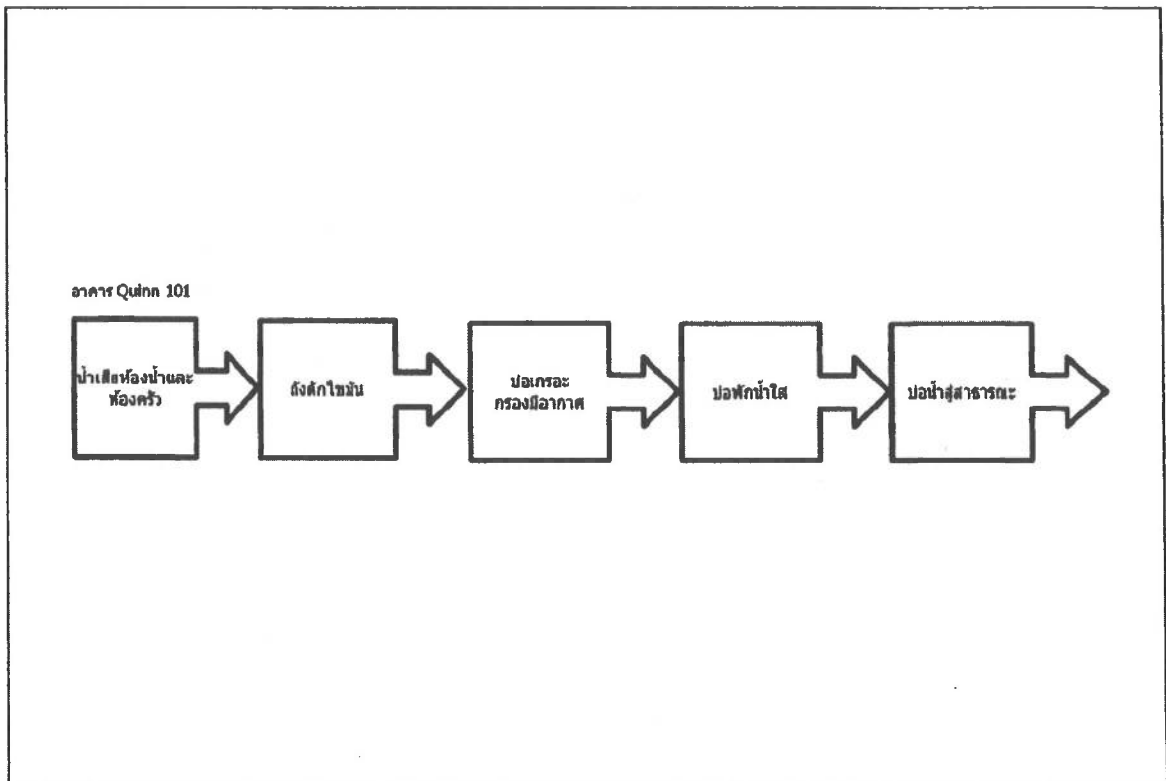 อาคาร Quinn 101
น้ำเสียห้องน้ำและ
ห้องครัว
ถังดักไขมัน
บ่อเกรอะ
กรองมีอากาศ
บ่อพักน้ำใส
บ่อน้ำสู่สาธารณะ